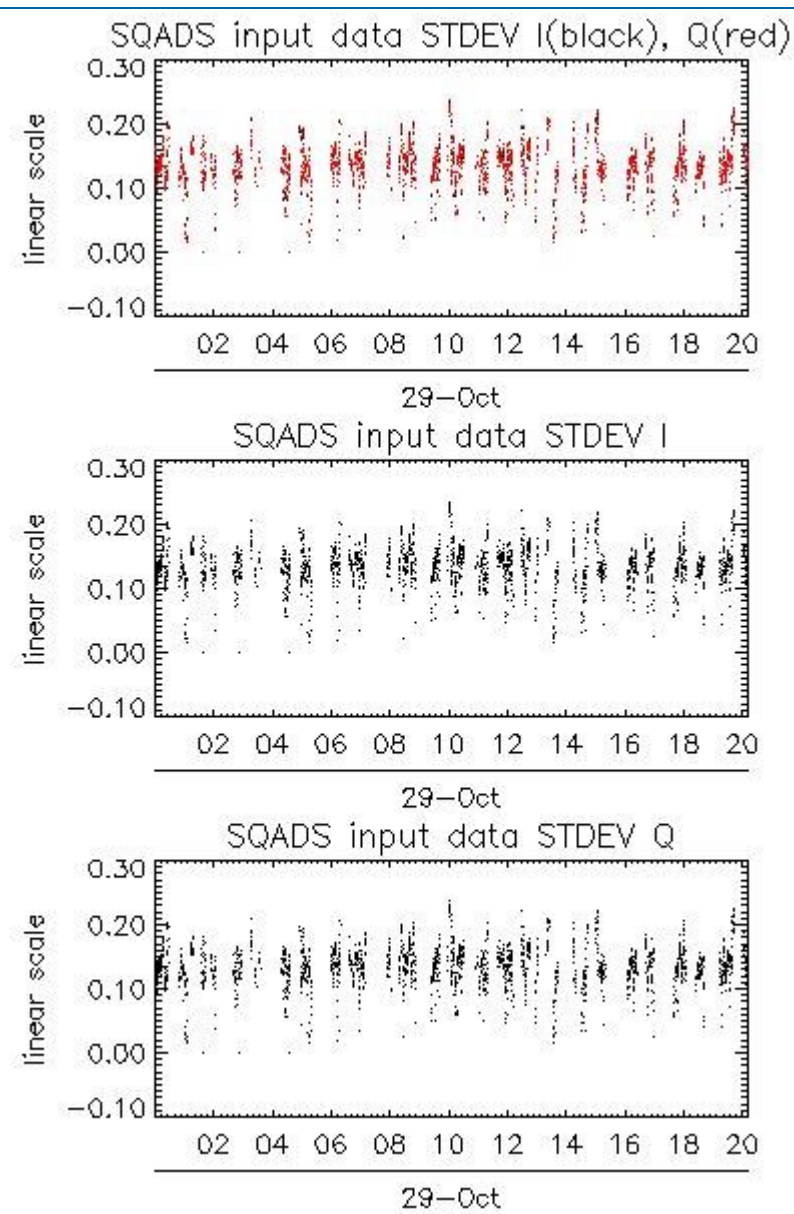 SQADS input data STDEV I(black), Q(red)
0.30
0.20
0.10
0.00
−0.10
linear scale
02 04 06 08 10 12 14 16 18 20
29−Oct
SQADS input data STDEV I
0.30
0.20
0.10
0.00
−0.10
linear scale
02 04 06 08 10 12 14 16 18 20
29−Oct
SQADS input data STDEV Q
0.30
0.20
0.10
0.00
−0.10
linear scale
02 04 06 08 10 12 14 16 18 20
29−Oct